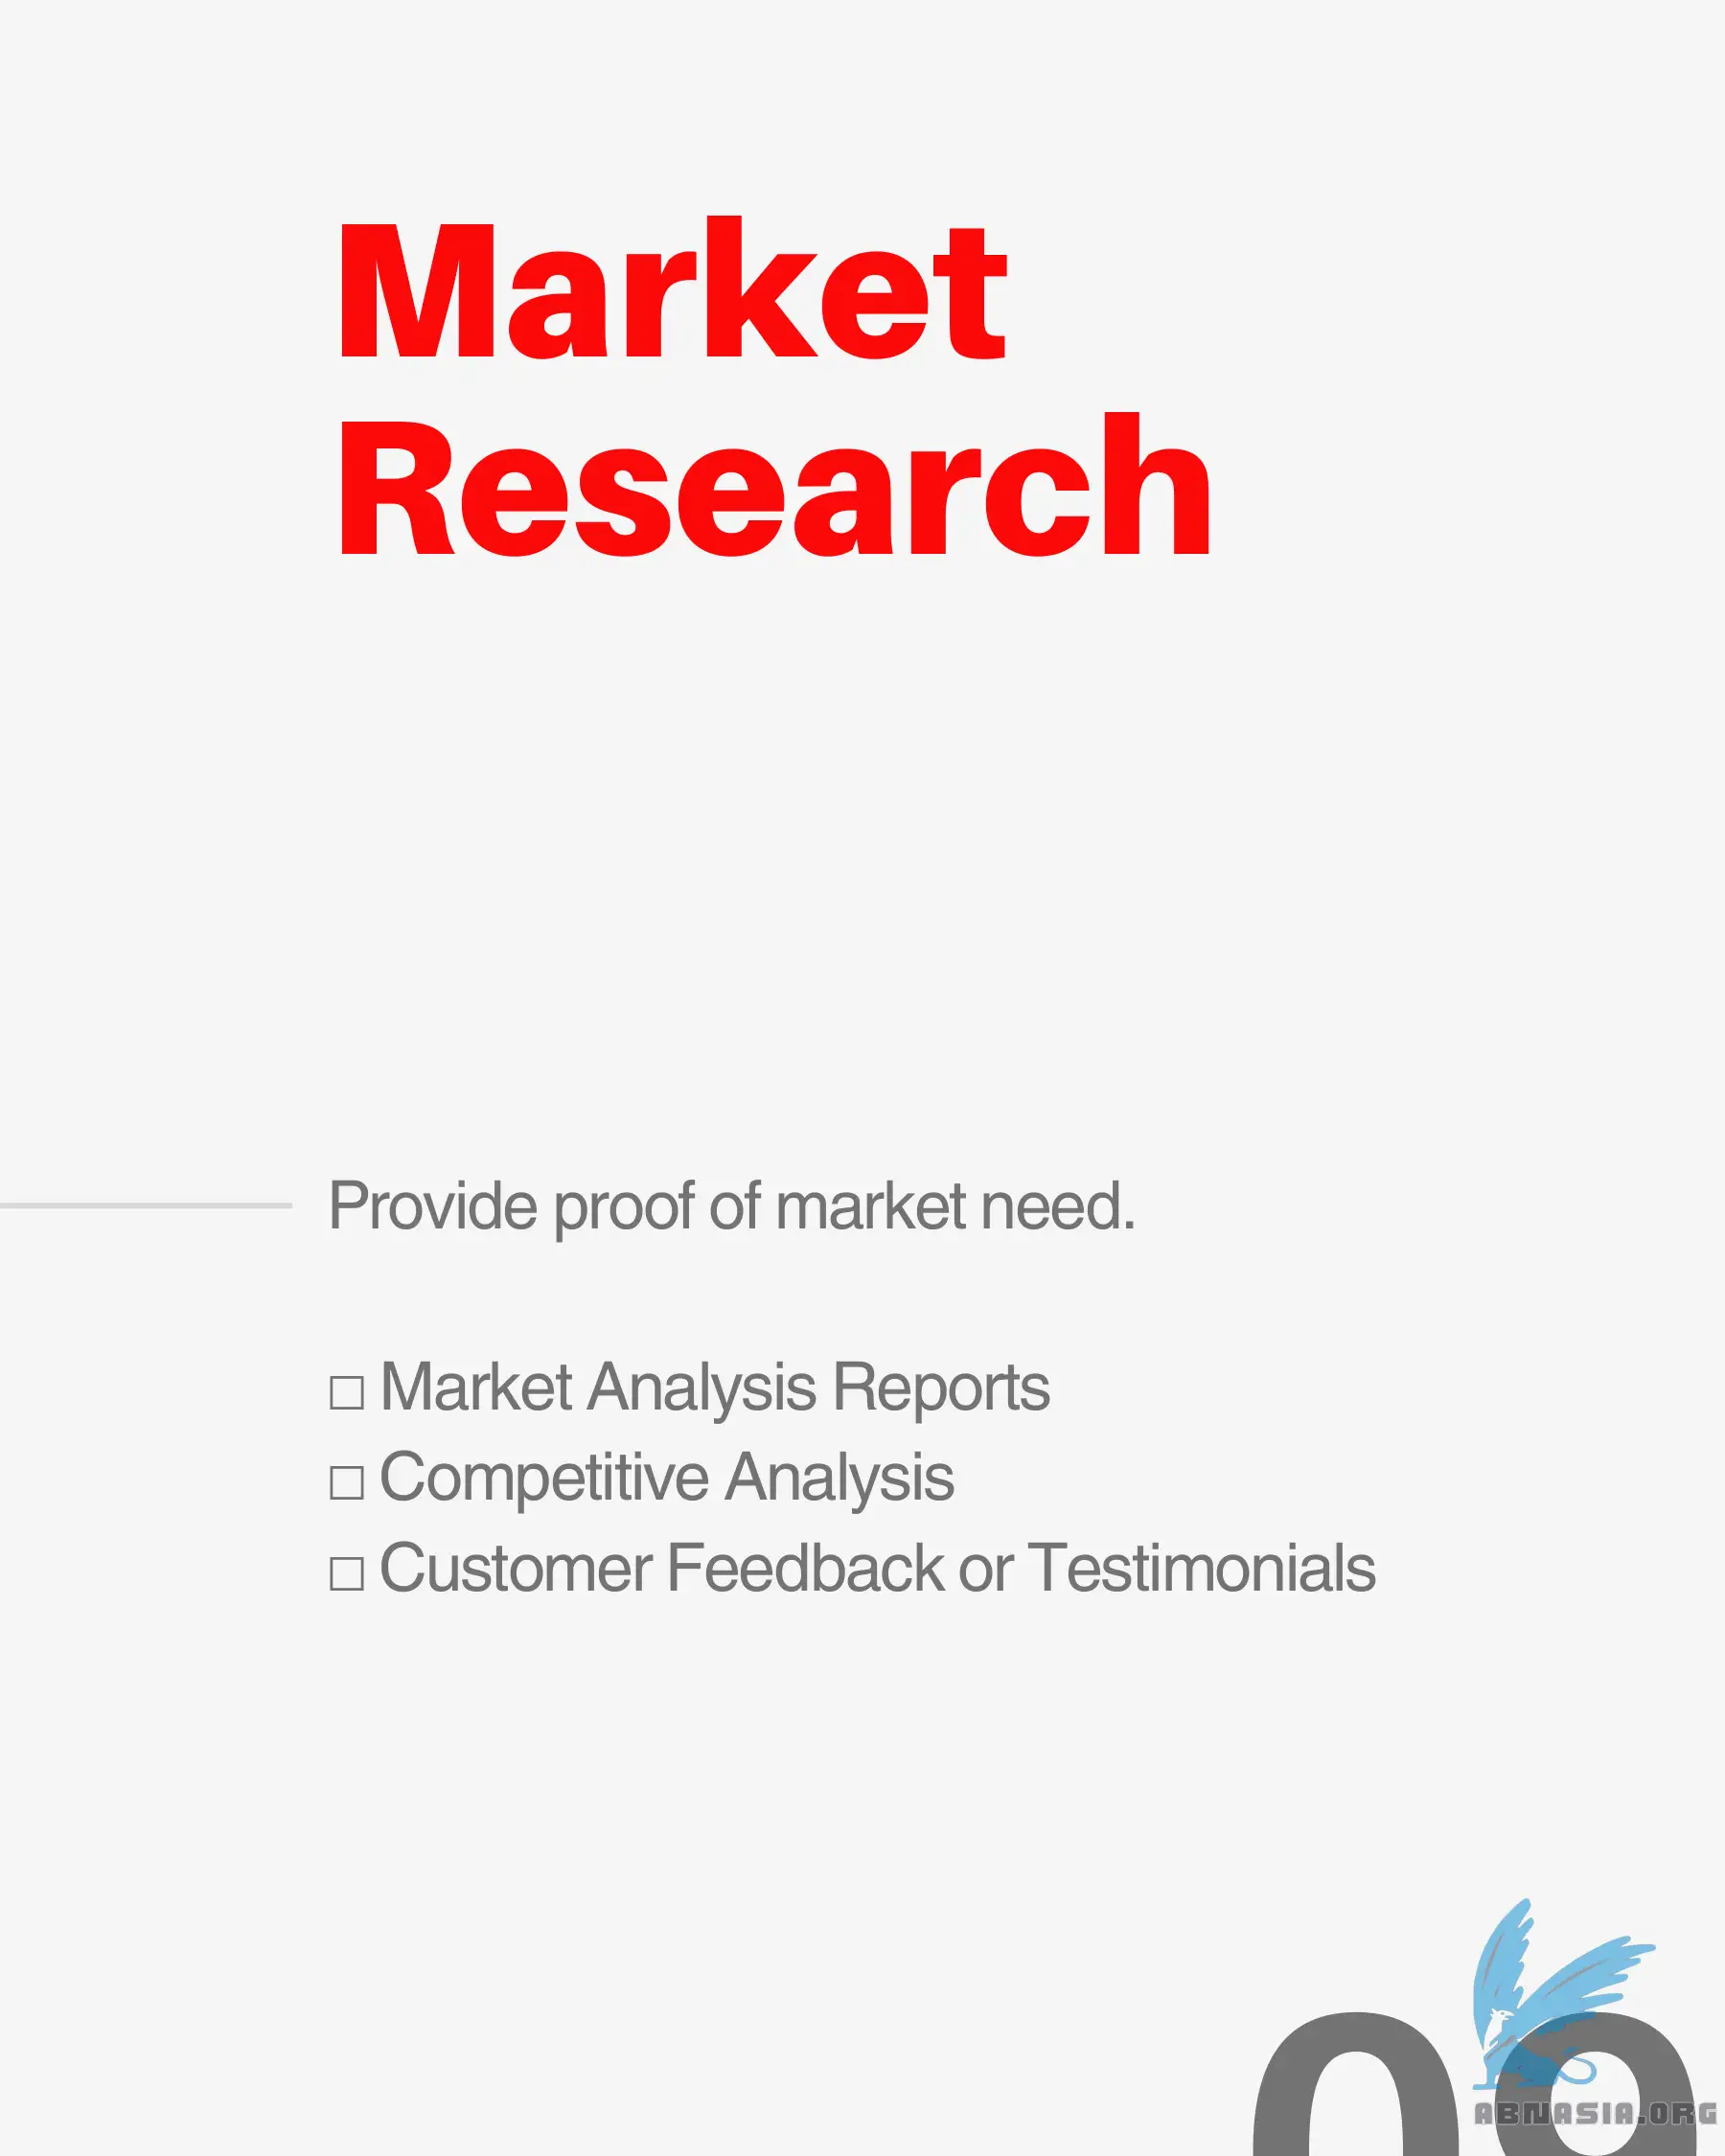 Market
Research
Provide proof of market need.
□ Market Analysis Reports
□ Competitive Analysis
□ Customer Feedback or Testimonials
ABNASIA.ORG